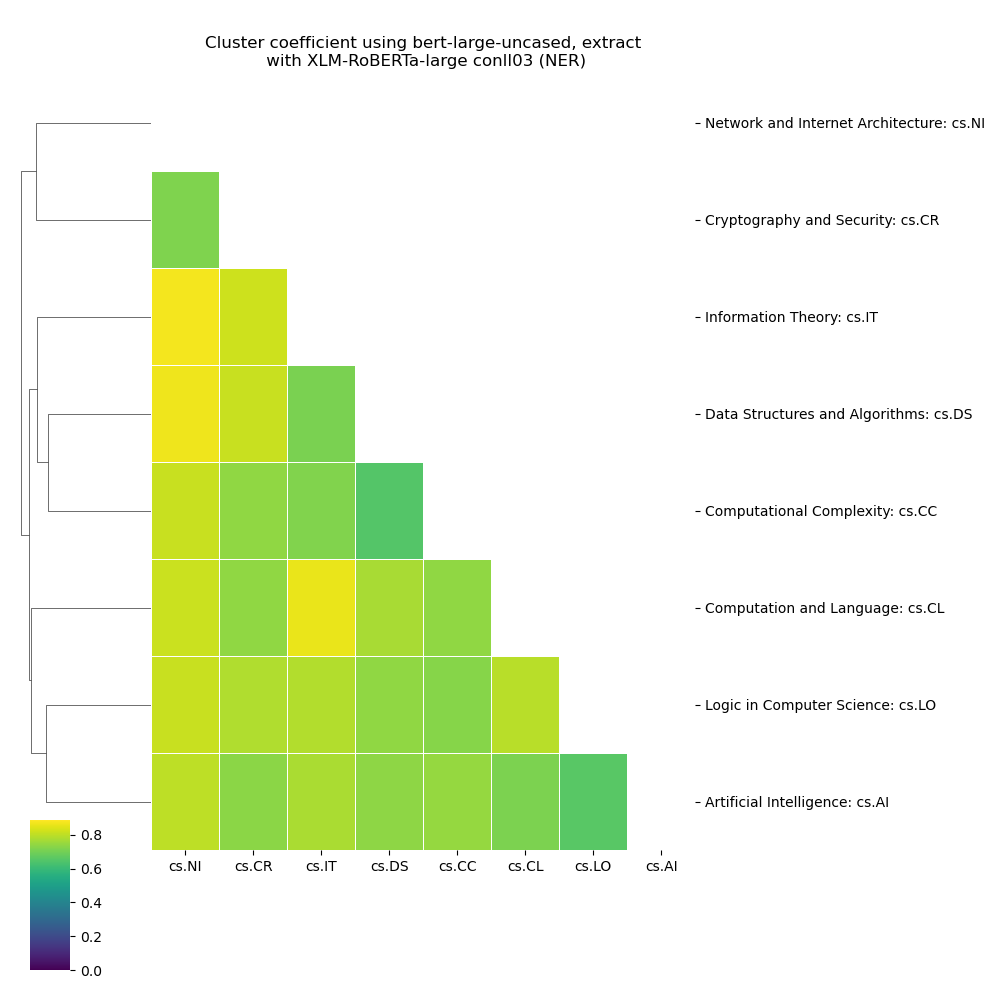 Cluster coefficient using bert-large-uncased, extract
with XLM-RoBERTa-large conll03 (NER)
Network and Internet Architecture: cs.NI
Cryptography and Security: cs.CR
Information Theory: cs.IT
Data Structures and Algorithms: cs.DS
Computational Complexity: cs.CC
Computation and Language: cs.CL
Logic in Computer Science: cs.LO
Artificial Intelligence: cs.AI
cs.NI cs.CR cs.IT cs.DS cs.CC cs.CL cs.LO cs.AI
0.8
0.6
0.4
0.2
0.0